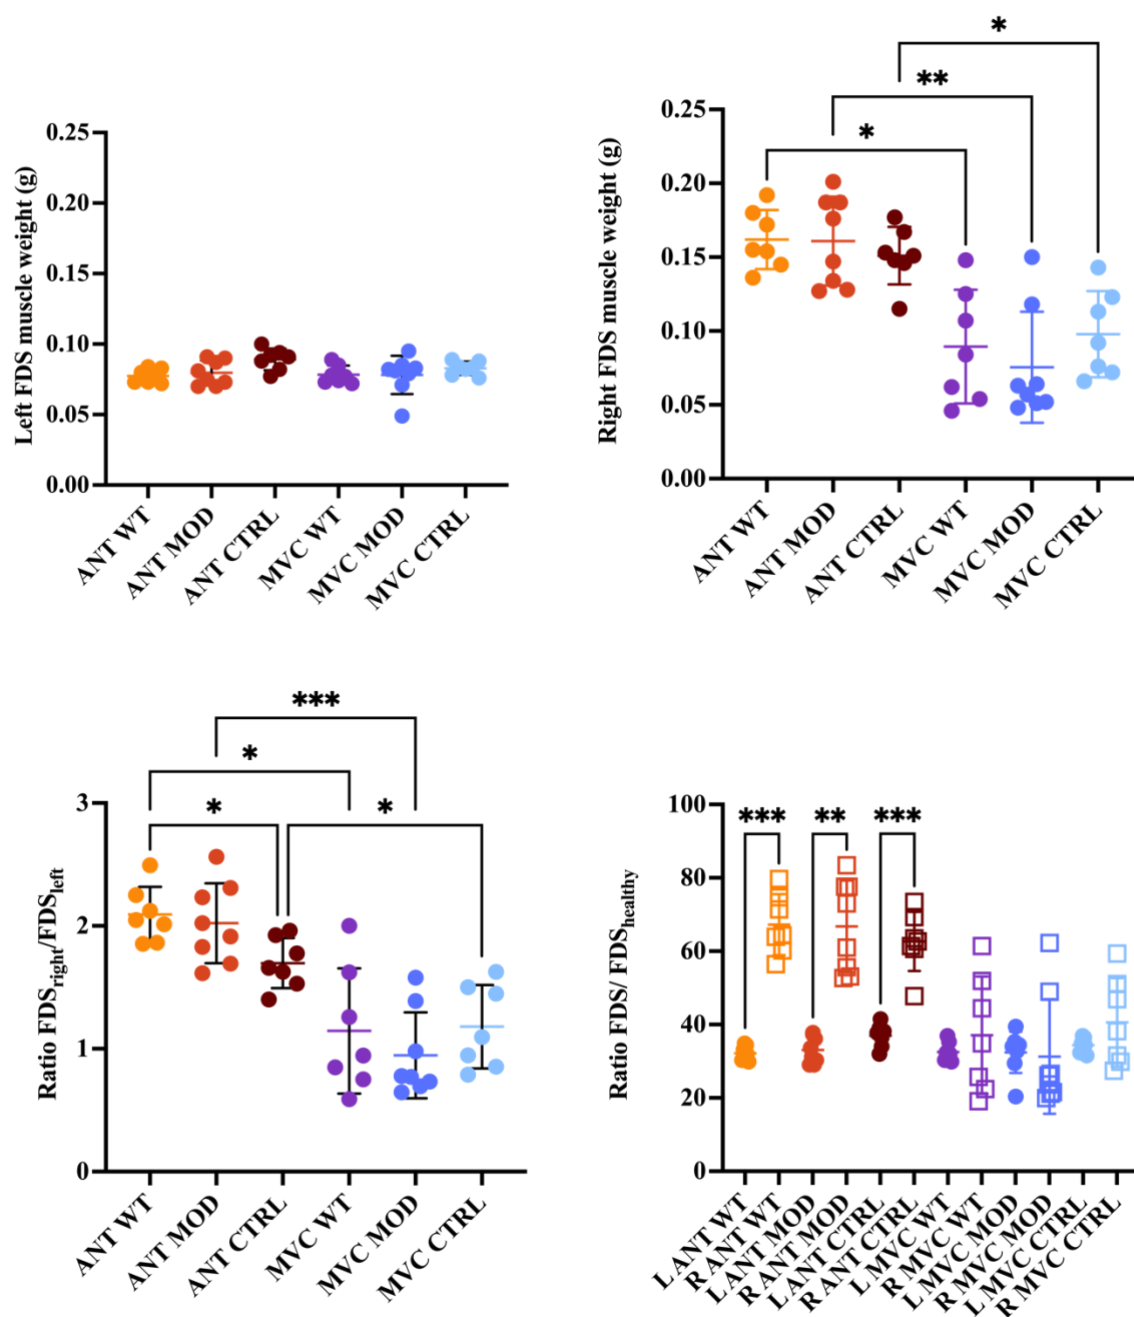 Left FDS muscle weight (g)
0.25
0.20
0.15
0.10
0.05
0.00
ANT WT
ANT MOD
ANT CTRL
MVC WT
MVC MOD
MVC CTRL
Right FDS muscle weight (g)
0.25
0.20
0.15
0.10
0.05
0.00
*
**
*
ANT WT
ANT MOD
ANT CTRL
MVC WT
MVC MOD
MVC CTRL
Ratio FDSright/FDSleft
3
2
1
0
***
*
*
*
ANT WT
ANT MOD
ANT CTRL
MVC WT
MVC MOD
MVC CTRL
Ratio FDS/ FDShealthy
100
80
60
40
20
0
***
**
***
L ANT WT
R ANT WT
L ANT MOD
R ANT MOD
L ANT CTRL
R ANT CTRL
L MVC WT
R MVC WT
L MVC MOD
R MVC MOD
L MVC CTRL
R MVC CTRL